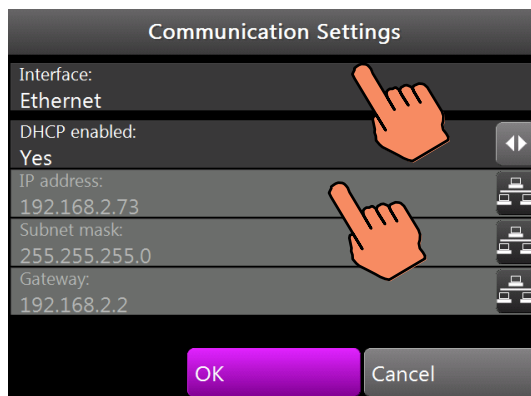 Communication Settings
Interface:
Ethernet
DHCP enabled:
Yes
IP address:
192.168.2.73
Subnet mask:
255.255.255.0
Gateway:
192.168.2.2
OK
Cancel